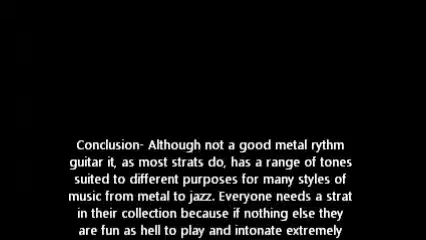 Conclusion- Although not a good metal rythm
guitar it, as most strats do, has a range of tones
suited to different purposes for many styles of
music from metal to jazz. Everyone needs a strat
in their collection because if nothing else they
are fun as hell to play and intonate extremely